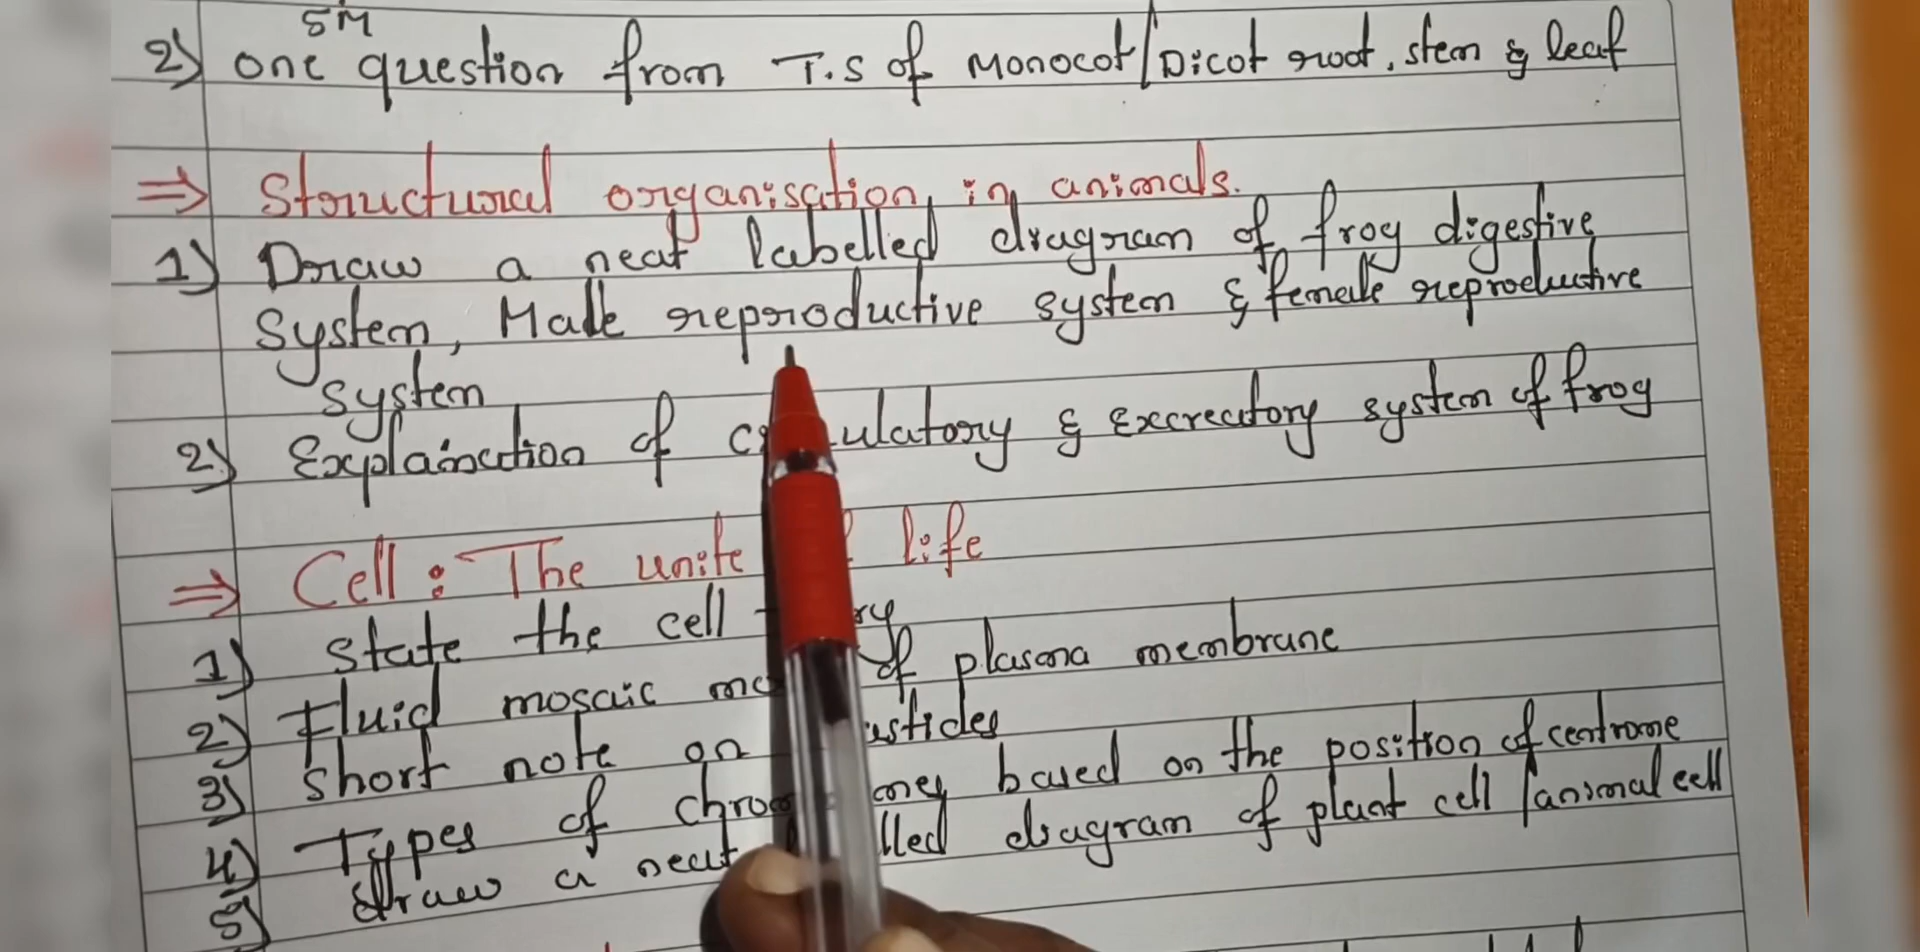 5M
2) one question from T.S of Monocot/Dicot root, stem & leaf
⇒ Structural organisation in animals.
1) Draw a neat labelled diagram of frog digestive
system, Male reproductive system & female reproductive
system
2) Explaination of ulatory & Excreatory system of frog
⇒ Cell: The unite life
1) state the cell
2) Fluid mosaic of plasma membrane
3) short note on
4) Types of based on the position of centrome
5) draw a neat diagram of plant cell /animal cell